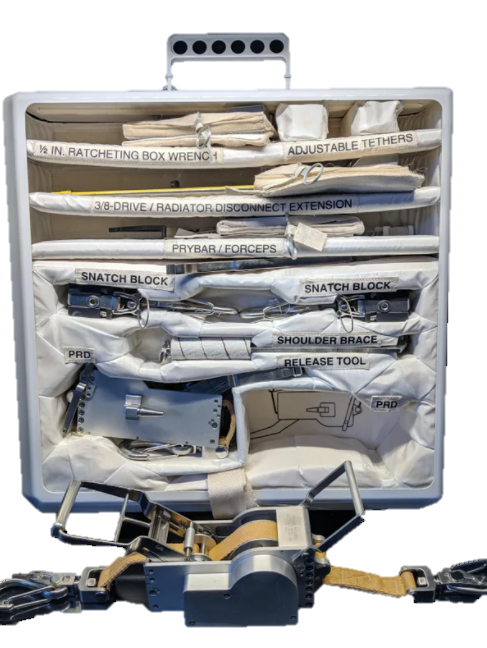 ½ IN. RATCHETING BOX WRENCH
ADJUSTABLE TETHERS
3/8-DRIVE / RADIATOR DISCONNECT EXTENSION
PRYBAR / FORCEPS
SNATCH BLOCK
SNATCH BLOCK
SHOULDER BRACE
PRD
RELEASE TOOL
PRD